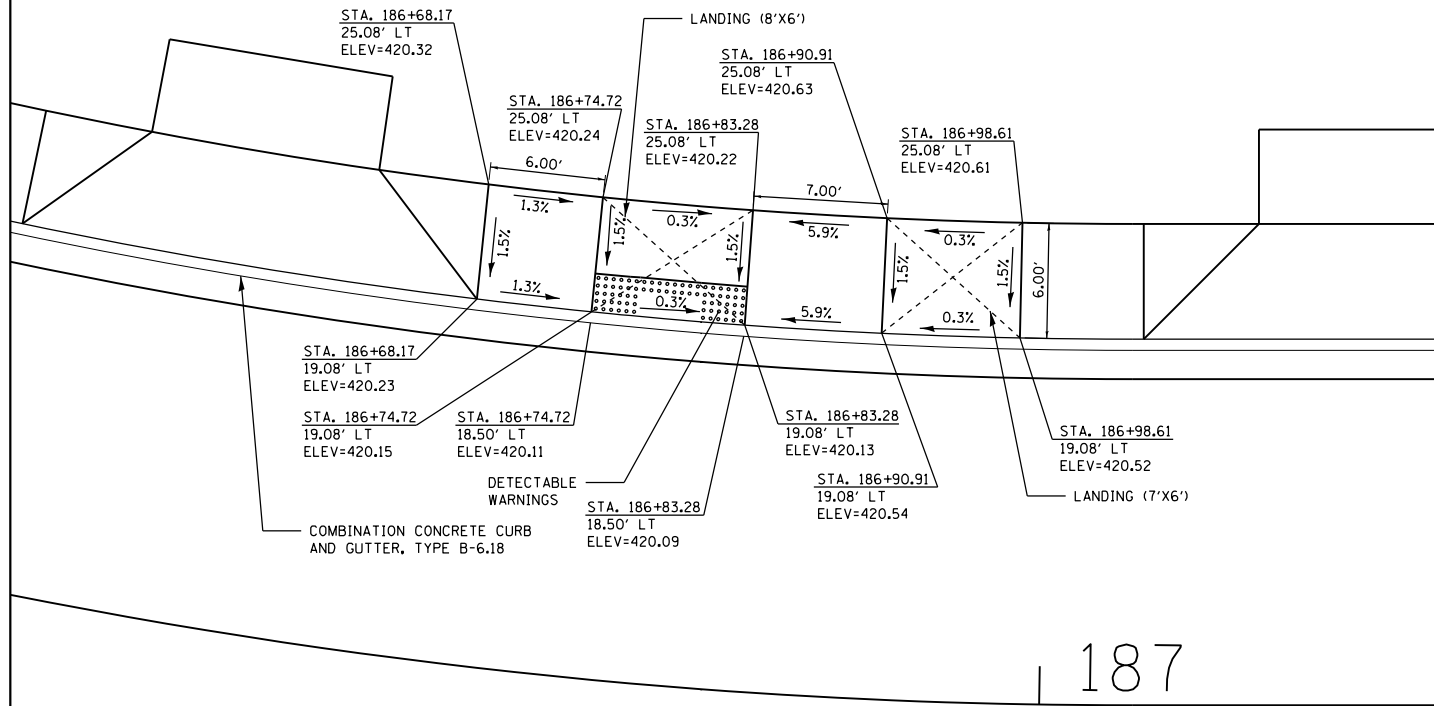 STA. 186+68.17
25.08' LT
ELEV=420.32
LANDING (8'X6')
STA. 186+90.91
25.08' LT
ELEV=420.63
STA. 186+74.72
25.08' LT
ELEV=420.24
STA. 186+83.28
25.08' LT
ELEV=420.22
STA. 186+98.61
25.08' LT
ELEV=420.61
6.00'
7.00'
1.3%
0.3%
5.9%
0.3%
1.5%
1.5%
1.5%
1.5%
1.5%
6.00'
1.3%
0.3%
5.9%
0.3%
STA. 186+68.17
19.08' LT
ELEV=420.23
STA. 186+74.72
19.08' LT
ELEV=420.15
STA. 186+74.72
18.50' LT
ELEV=420.11
STA. 186+83.28
19.08' LT
ELEV=420.13
STA. 186+98.61
19.08' LT
ELEV=420.52
DETECTABLE
WARNINGS
STA. 186+83.28
18.50' LT
ELEV=420.09
STA. 186+90.91
19.08' LT
ELEV=420.54
LANDING (7'X6')
COMBINATION CONCRETE CURB
AND GUTTER, TYPE B-6.18
187